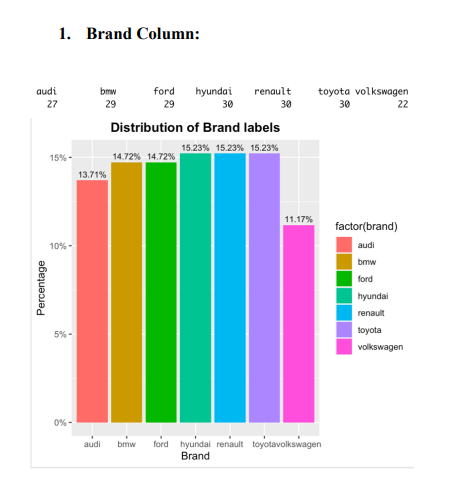 1. Brand Column:
audi bmw ford hyundai renault toyota volkswagen
27 29 29 30 30 30 22
Distribution of Brand labels
15%
10%
5%
0%
Percentage
13.71% 14.72% 14.72% 15.23% 15.23% 15.23% 11.17%
audi bmw ford hyundai renault toyotavolkswagen
Brand
factor(brand)
audi
bmw
ford
hyundai
renault
toyota
volkswagen